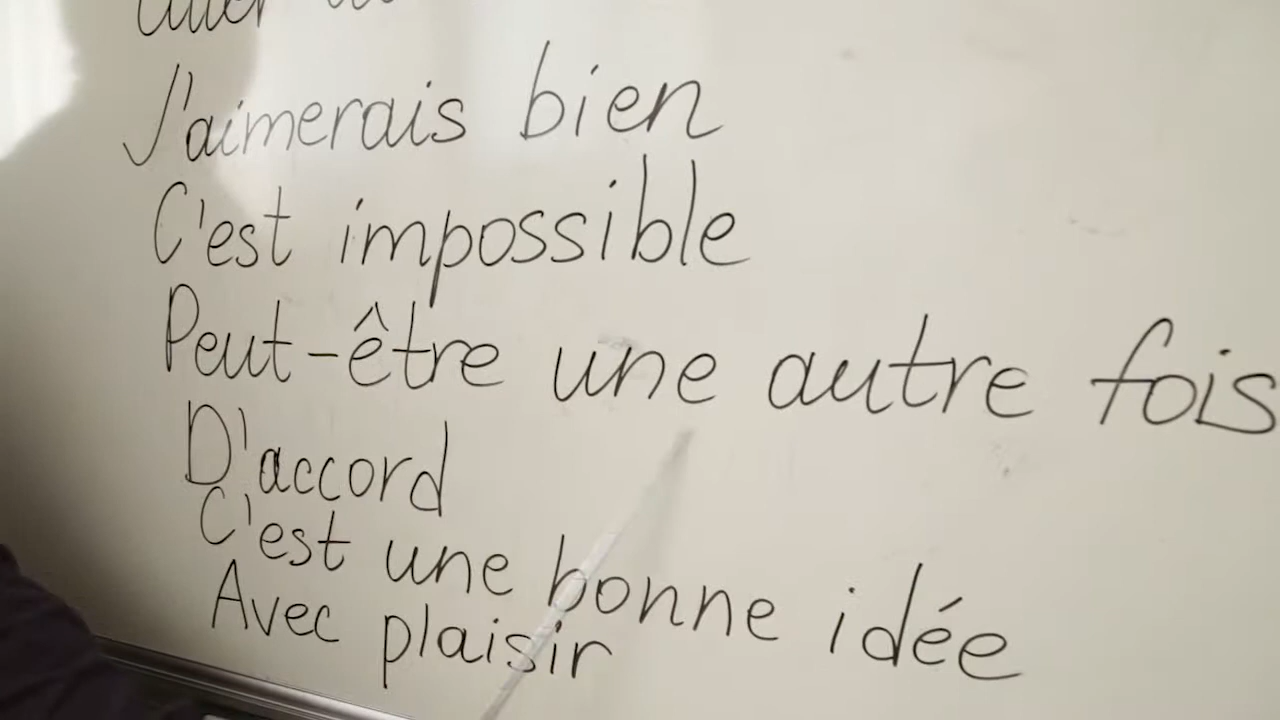 J'aimerais bien
C'est impossible
Peut-être une autre fois
D'accord
C'est une bonne idée
Avec plaisir